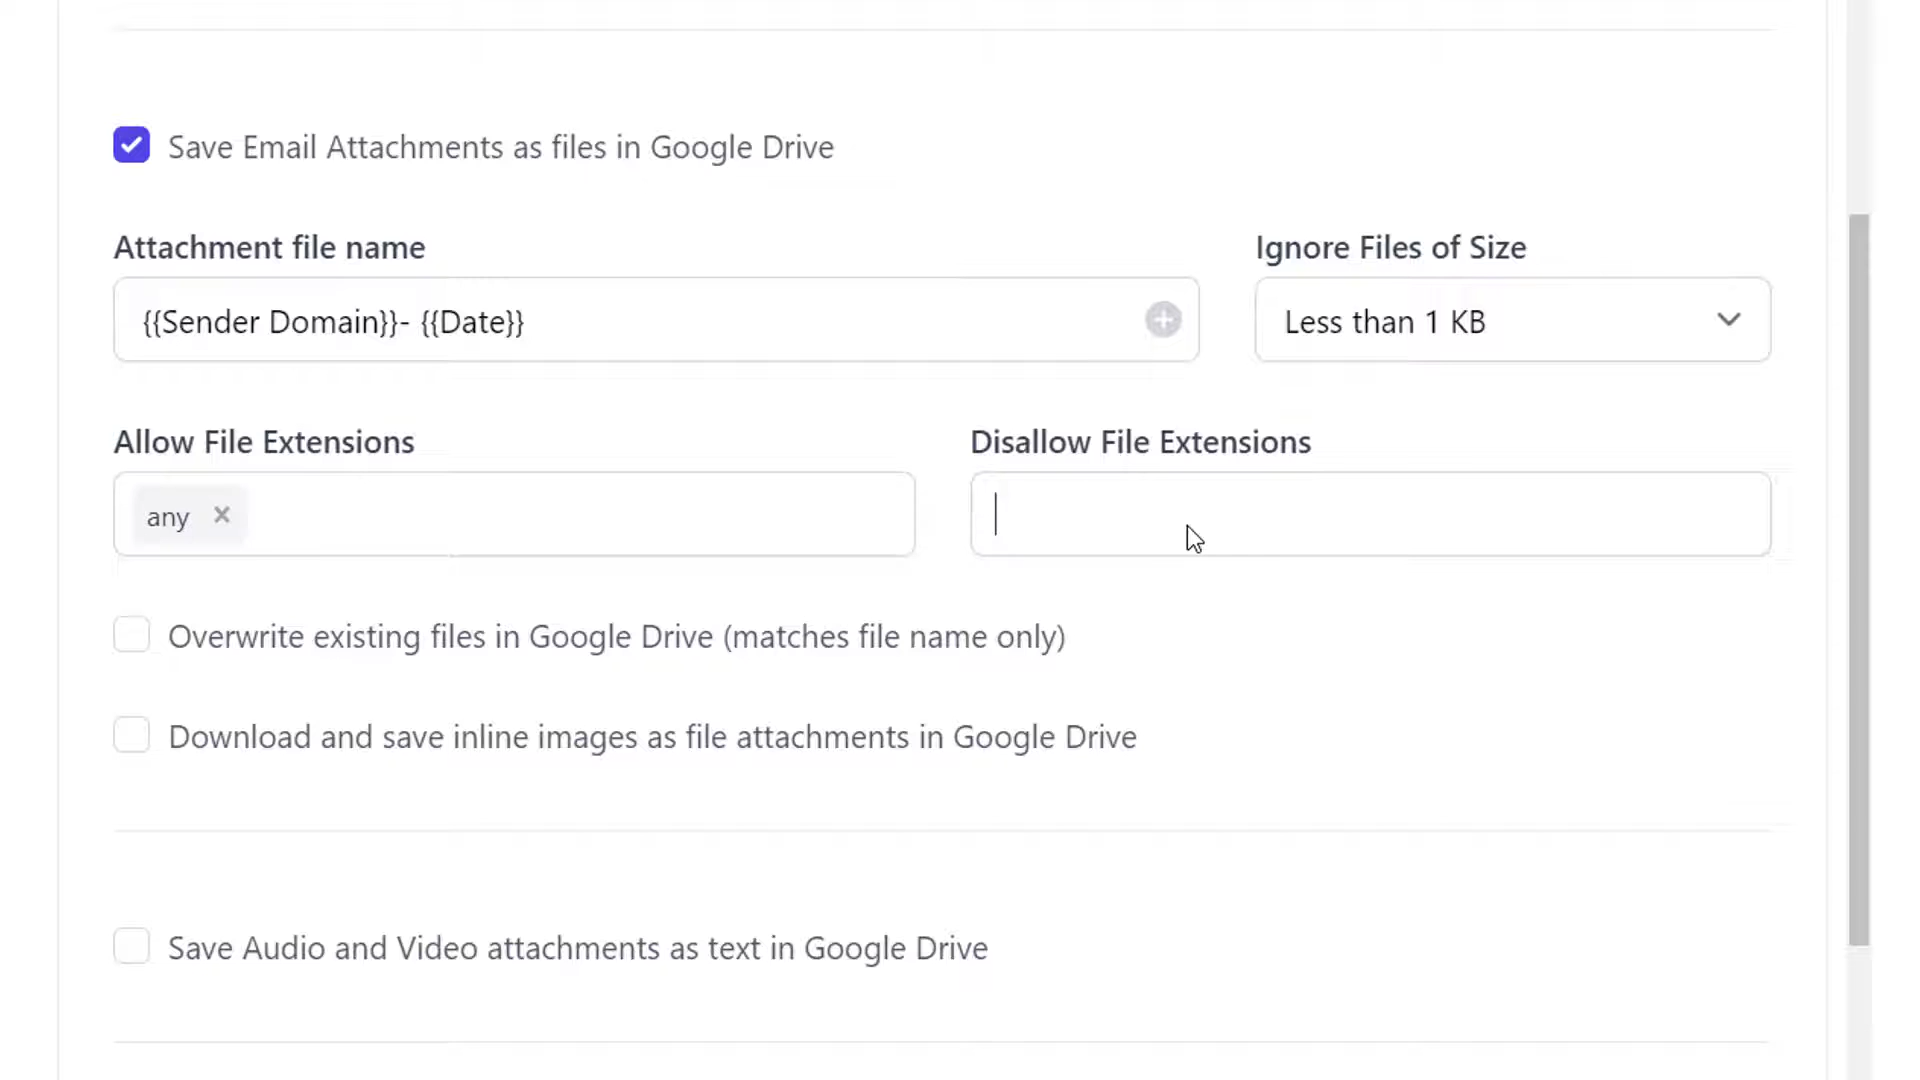 Save Email Attachments as files in Google Drive
Attachment file name
Ignore Files of Size
{{Sender Domain}}- {{Date}}
Less than 1 KB
Allow File Extensions
Disallow File Extensions
any
Overwrite existing files in Google Drive (matches file name only)
Download and save inline images as file attachments in Google Drive
Save Audio and Video attachments as text in Google Drive